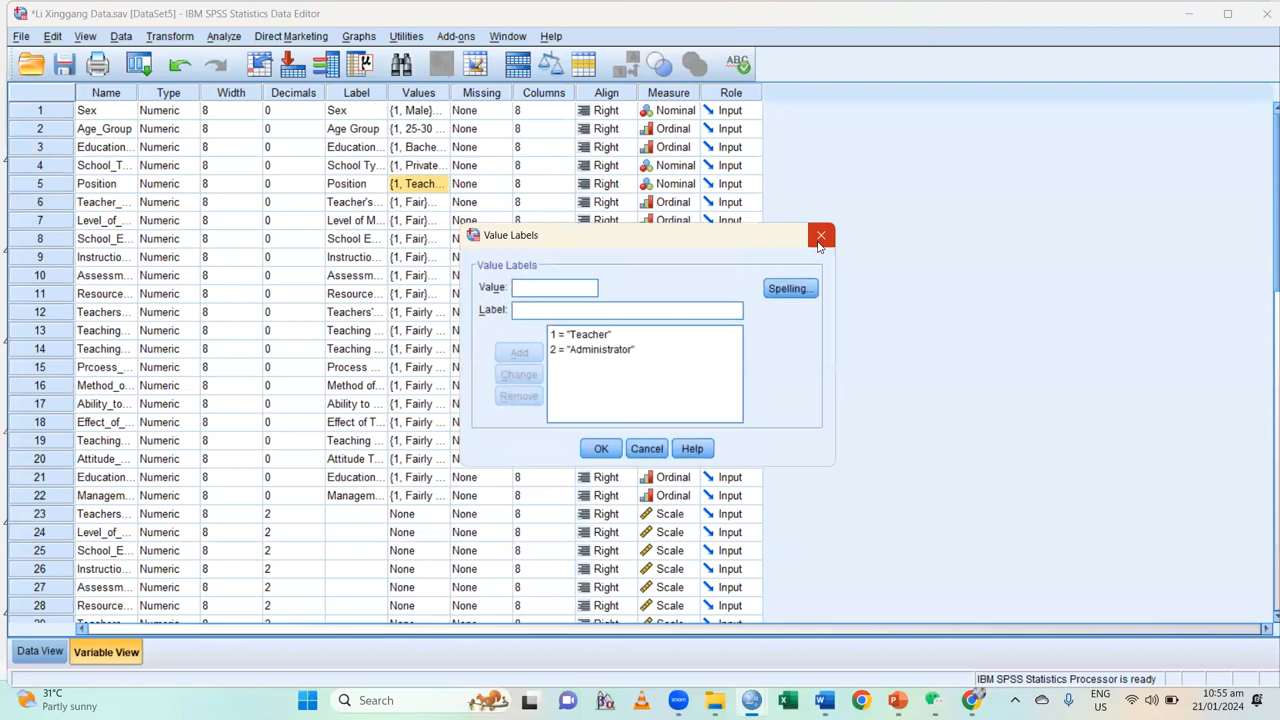 *Li Xinggang Data.sav [DataSet5] - IBM SPSS Statistics Data Editor
File Edit View Data Transform Analyze Direct Marketing Graphs Utilities Add-ons Window Help
Name Type Width Decimals Label Values Missing Columns Align Measure Role
1 Sex Numeric 8 0 Sex {1, Male}... None 8 Right Nominal Input
2 Age_Group Numeric 8 0 Age Group {1, 25-30 ... None 8 Right Ordinal Input
3 Education... Numeric 8 0 Education... {1, Bache... None 8 Right Ordinal Input
4 School_T... Numeric 8 0 School Ty... {1, Private... None 8 Right Nominal Input
5 Position Numeric 8 0 Position {1, Teach... None 8 Right Nominal Input
6 Teacher_... Numeric 8 0 Teacher's... {1, Fair}... None 8 Right Ordinal Input
7 Level_of_... Numeric 8 0 Level of M... {1, Fair}... None 8 Right Ordinal Input
8 School_E... Numeric 8 0 School E... {1, Fair}... N
9 Instructio... Numeric 8 0 Instructio... {1, Fair}... N
10 Assessm... Numeric 8 0 Assessm... {1, Fair}... N
11 Resource... Numeric 8 0 Resource... {1, Fair}... N
12 Teachers... Numeric 8 0 Teachers'... {1, Fairly ... N
13 Teaching... Numeric 8 0 Teaching ... {1, Fairly ... N
14 Teaching... Numeric 8 0 Teaching ... {1, Fairly ... N
15 Prcoess_... Numeric 8 0 Process ... {1, Fairly ... N
16 Method_o... Numeric 8 0 Method of... {1, Fairly ... N
17 Ability_to... Numeric 8 0 Ability to ... {1, Fairly ... N
18 Effect_of_... Numeric 8 0 Effect of T... {1, Fairly ... N
19 Teaching... Numeric 8 0 Teaching ... {1, Fairly ... N
20 Attitude_... Numeric 8 0 Attitude T... {1, Fairly ... N
21 Education... Numeric 8 0 Education... {1, Fairly ... None 8 Right Ordinal Input
22 Managem... Numeric 8 0 Managem... {1, Fairly ... None 8 Right Ordinal Input
23 Teachers... Numeric 8 2 None None 8 Right Scale Input
24 Level_of_... Numeric 8 2 None None 8 Right Scale Input
25 School_E... Numeric 8 2 None None 8 Right Scale Input
26 Instructio... Numeric 8 2 None None 8 Right Scale Input
27 Assessm... Numeric 8 2 None None 8 Right Scale Input
28 Resource... Numeric 8 2 None None 8 Right Scale Input
Value Labels
Value Labels
Value: Spelling...
Label:
1 = "Teacher"
2 = "Administrator"
Add
Change
Remove
OK Cancel Help
Data View Variable View
IBM SPSS Statistics Processor is ready
31°C
Partly sunny
Search
zoom
ENG
US
10:55 am
21/01/2024